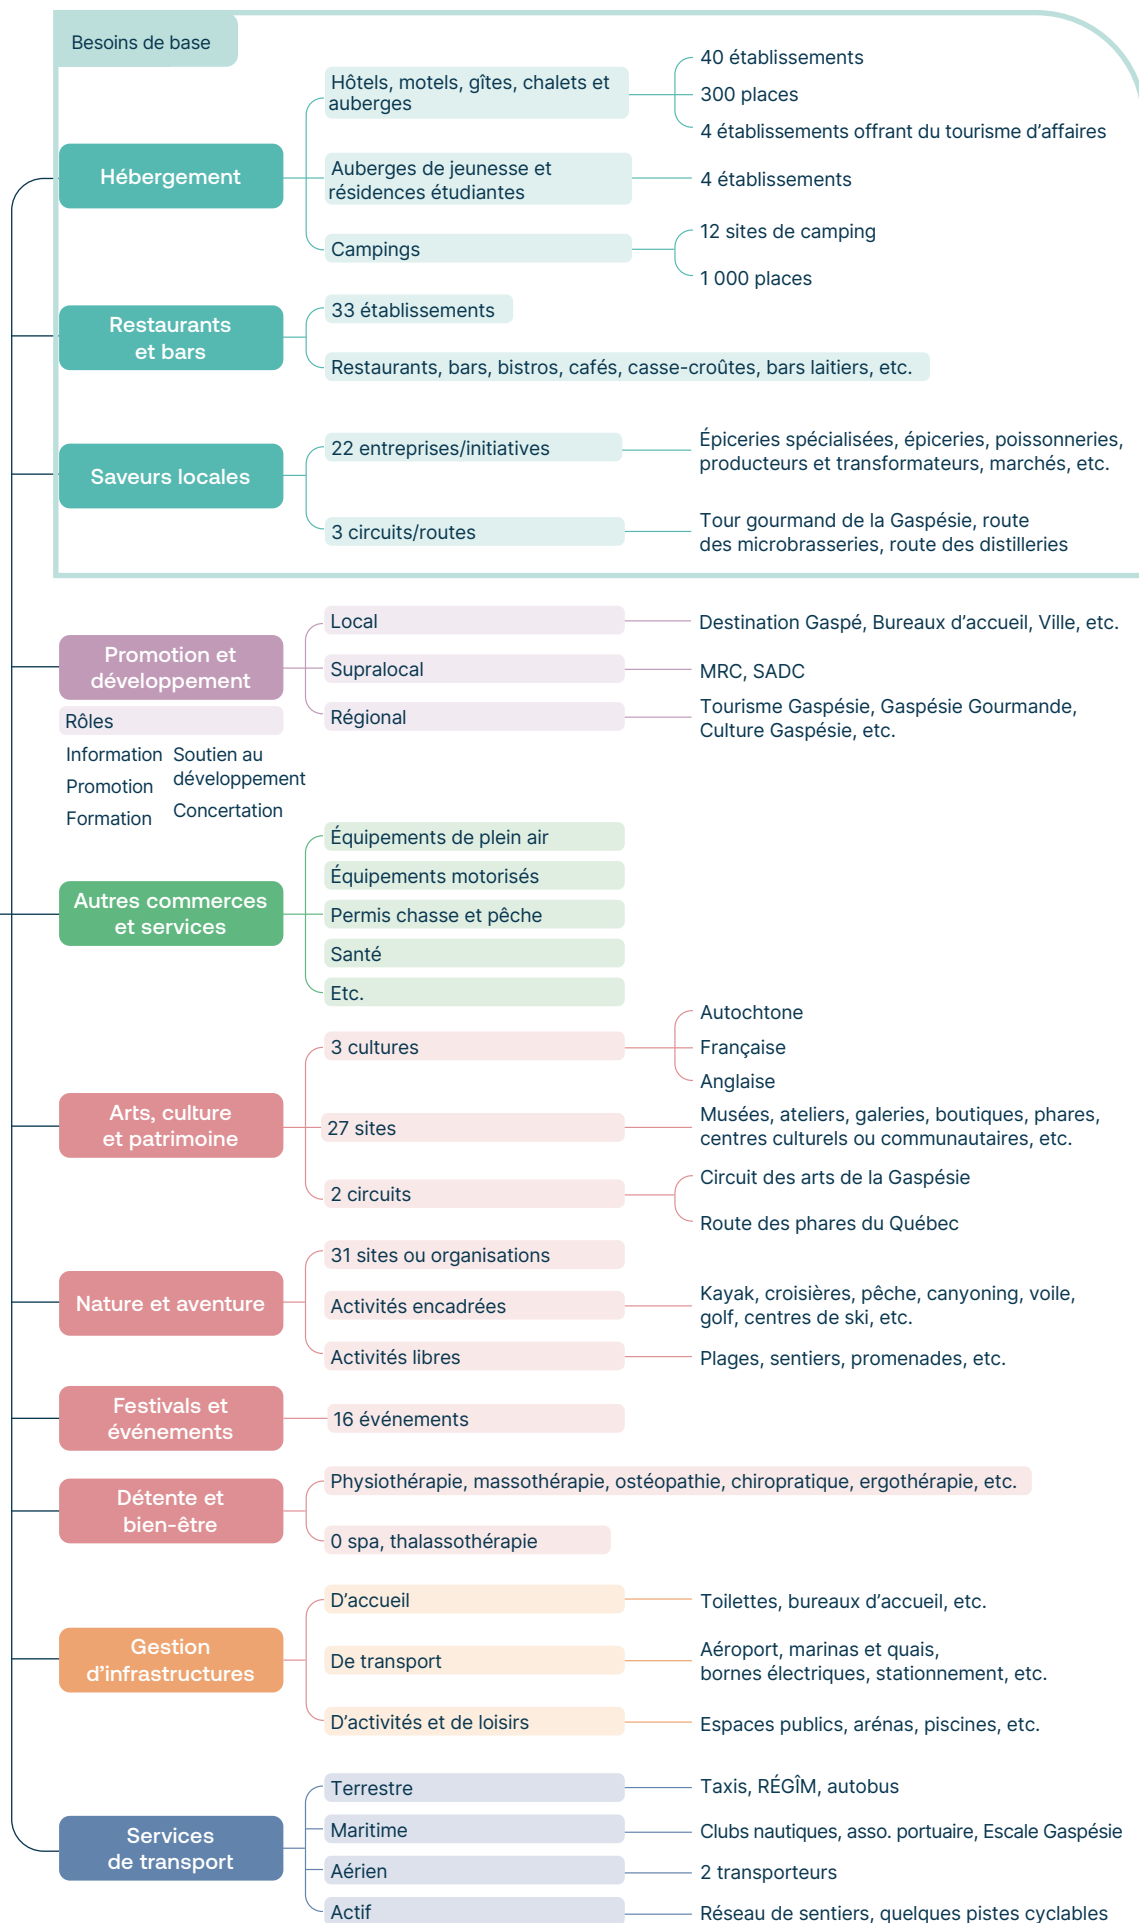 Besoins de base
Hébergement
Hôtels, motels, gîtes, chalets et
auberges
40 établissements
300 places
4 établissements offrant du tourisme d’affaires
Auberges de jeunesse et
résidences étudiantes
4 établissements
Campings
12 sites de camping
1 000 places
Restaurants
et bars
33 établissements
Restaurants, bars, bistros, cafés, casse-croûtes, bars laitiers, etc.
Saveurs locales
22 entreprises/initiatives
Épiceries spécialisées, épiceries, poissonneries,
producteurs et transformateurs, marchés, etc.
3 circuits/routes
Tour gourmand de la Gaspésie, route
des microbrasseries, route des distilleries
Promotion et
développement
Rôles
Information
Promotion
Formation
Soutien au
développement
Concertation
Local
Destination Gaspé, Bureaux d’accueil, Ville, etc.
Supralocal
MRC, SADC
Régional
Tourisme Gaspésie, Gaspésie Gourmande,
Culture Gaspésie, etc.
Autres commerces
et services
Équipements de plein air
Équipements motorisés
Permis chasse et pêche
Santé
Etc.
Arts, culture
et patrimoine
3 cultures
Autochtone
Française
Anglaise
27 sites
Musées, ateliers, galeries, boutiques, phares,
centres culturels ou communautaires, etc.
2 circuits
Circuit des arts de la Gaspésie
Route des phares du Québec
Nature et aventure
31 sites ou organisations
Activités encadrées
Kayak, croisières, pêche, canyoning, voile,
golf, centres de ski, etc.
Activités libres
Plages, sentiers, promenades, etc.
Festivals et
événements
16 événements
Détente et
bien-être
Physiothérapie, massothérapie, ostéopathie, chiropratique, ergothérapie, etc.
0 spa, thalassothérapie
Gestion
d’infrastructures
D’accueil
Toilettes, bureaux d’accueil, etc.
De transport
Aéroport, marinas et quais,
bornes électriques, stationnement, etc.
D’activités et de loisirs
Espaces publics, arénas, piscines, etc.
Services
de transport
Terrestre
Taxis, RÉGÎM, autobus
Maritime
Clubs nautiques, asso. portuaire, Escale Gaspésie
Aérien
2 transporteurs
Actif
Réseau de sentiers, quelques pistes cyclables